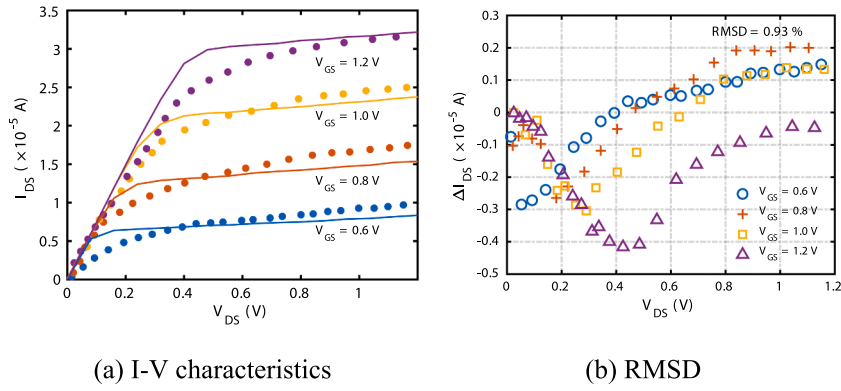 3.5
3
2.5
2
1.5
1
0.5
0
I_DS (×10⁻⁵ A)
V_GS = 1.2 V
V_GS = 1.0 V
V_GS = 0.8 V
V_GS = 0.6 V
0 0.2 0.4 0.6 0.8 1.0
V_DS (V)
(a) I-V characteristics
0.3
0.2
0.1
-0
-0.1
-0.2
-0.3
-0.4
-0.5
ΔI_DS (×10⁻⁵ A)
RMSD = 0.93 %
V_GS = 0.6 V
V_GS = 0.8 V
V_GS = 1.0 V
V_GS = 1.2 V
0 0.2 0.4 0.6 0.8 1 1.2
V_DS (V)
(b) RMSD